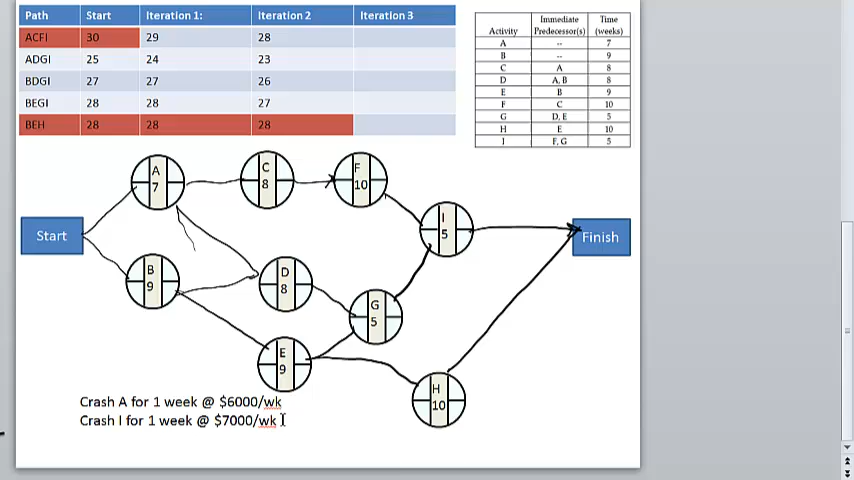 Path Start Iteration 1: Iteration 2 Iteration 3
ACFI 30 29 28
ADGI 25 24 23
BDGI 27 27 26
BEGI 28 28 27
BEH 28 28 28
Immediate Time
Activity Predecessor(s) (weeks)
A -- 7
B -- 9
C A 8
D A, B 8
E B 9
F C 10
G D, E 5
H E 10
I F, G 5
A
7
C
8
F
10
I
5
Start
Finish
B
9
D
8
G
5
E
9
H
10
Crash A for 1 week @ $6000/wk
Crash I for 1 week @ $7000/wk